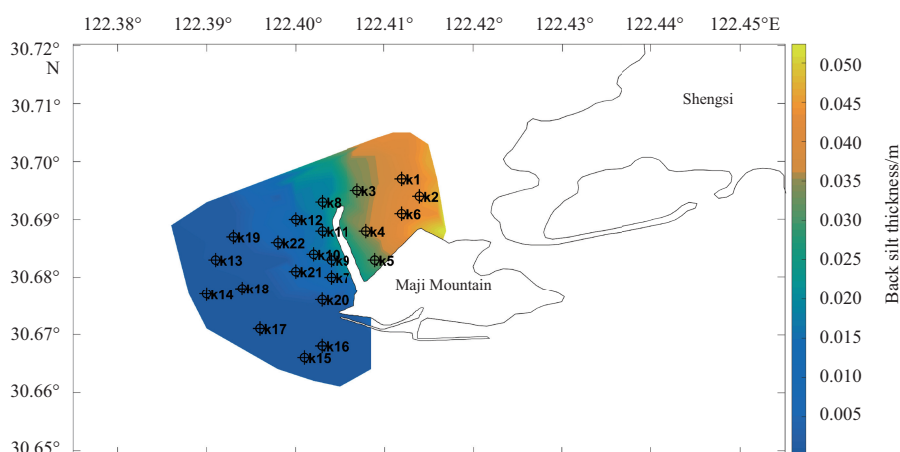 122.38° 122.39° 122.40° 122.41° 122.42° 122.43° 122.44° 122.45°E
30.72°
N
30.71°
30.70°
30.69°
30.68°
30.67°
30.66°
30.65°
Shengsi
Maji Mountain
k1
k3
k2
k8
k6
k12
k11
k4
k19
k22
k10
k13
k9
k5
k21
k7
k14
k18
k20
k17
k16
k15
0.050
0.045
0.040
0.035
0.030
0.025
0.020
0.015
0.010
0.005
Back silt thickness/m